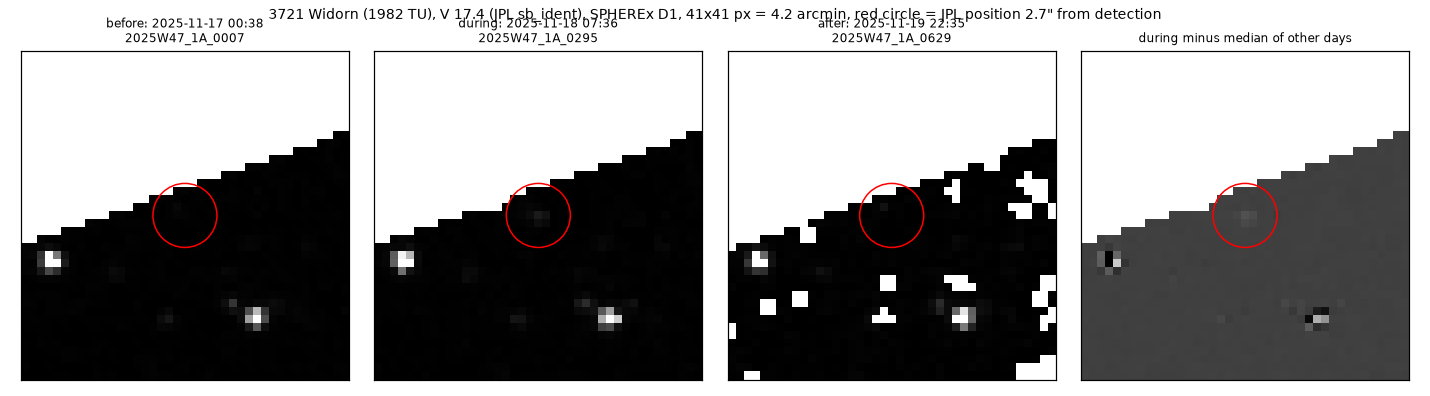 3721 Widorn (1982 TU), V 17.4 (JPL sb_ident), SPHEREx D1, 41x41 px = 4.2 arcmin, red circle = JPL position 2.7" from detection
before: 2025-11-17 00:38
2025W47_1A_0007
during: 2025-11-18 07:36
2025W47_1A_0295
after: 2025-11-19 22:35
2025W47_1A_0629
during minus median of other days